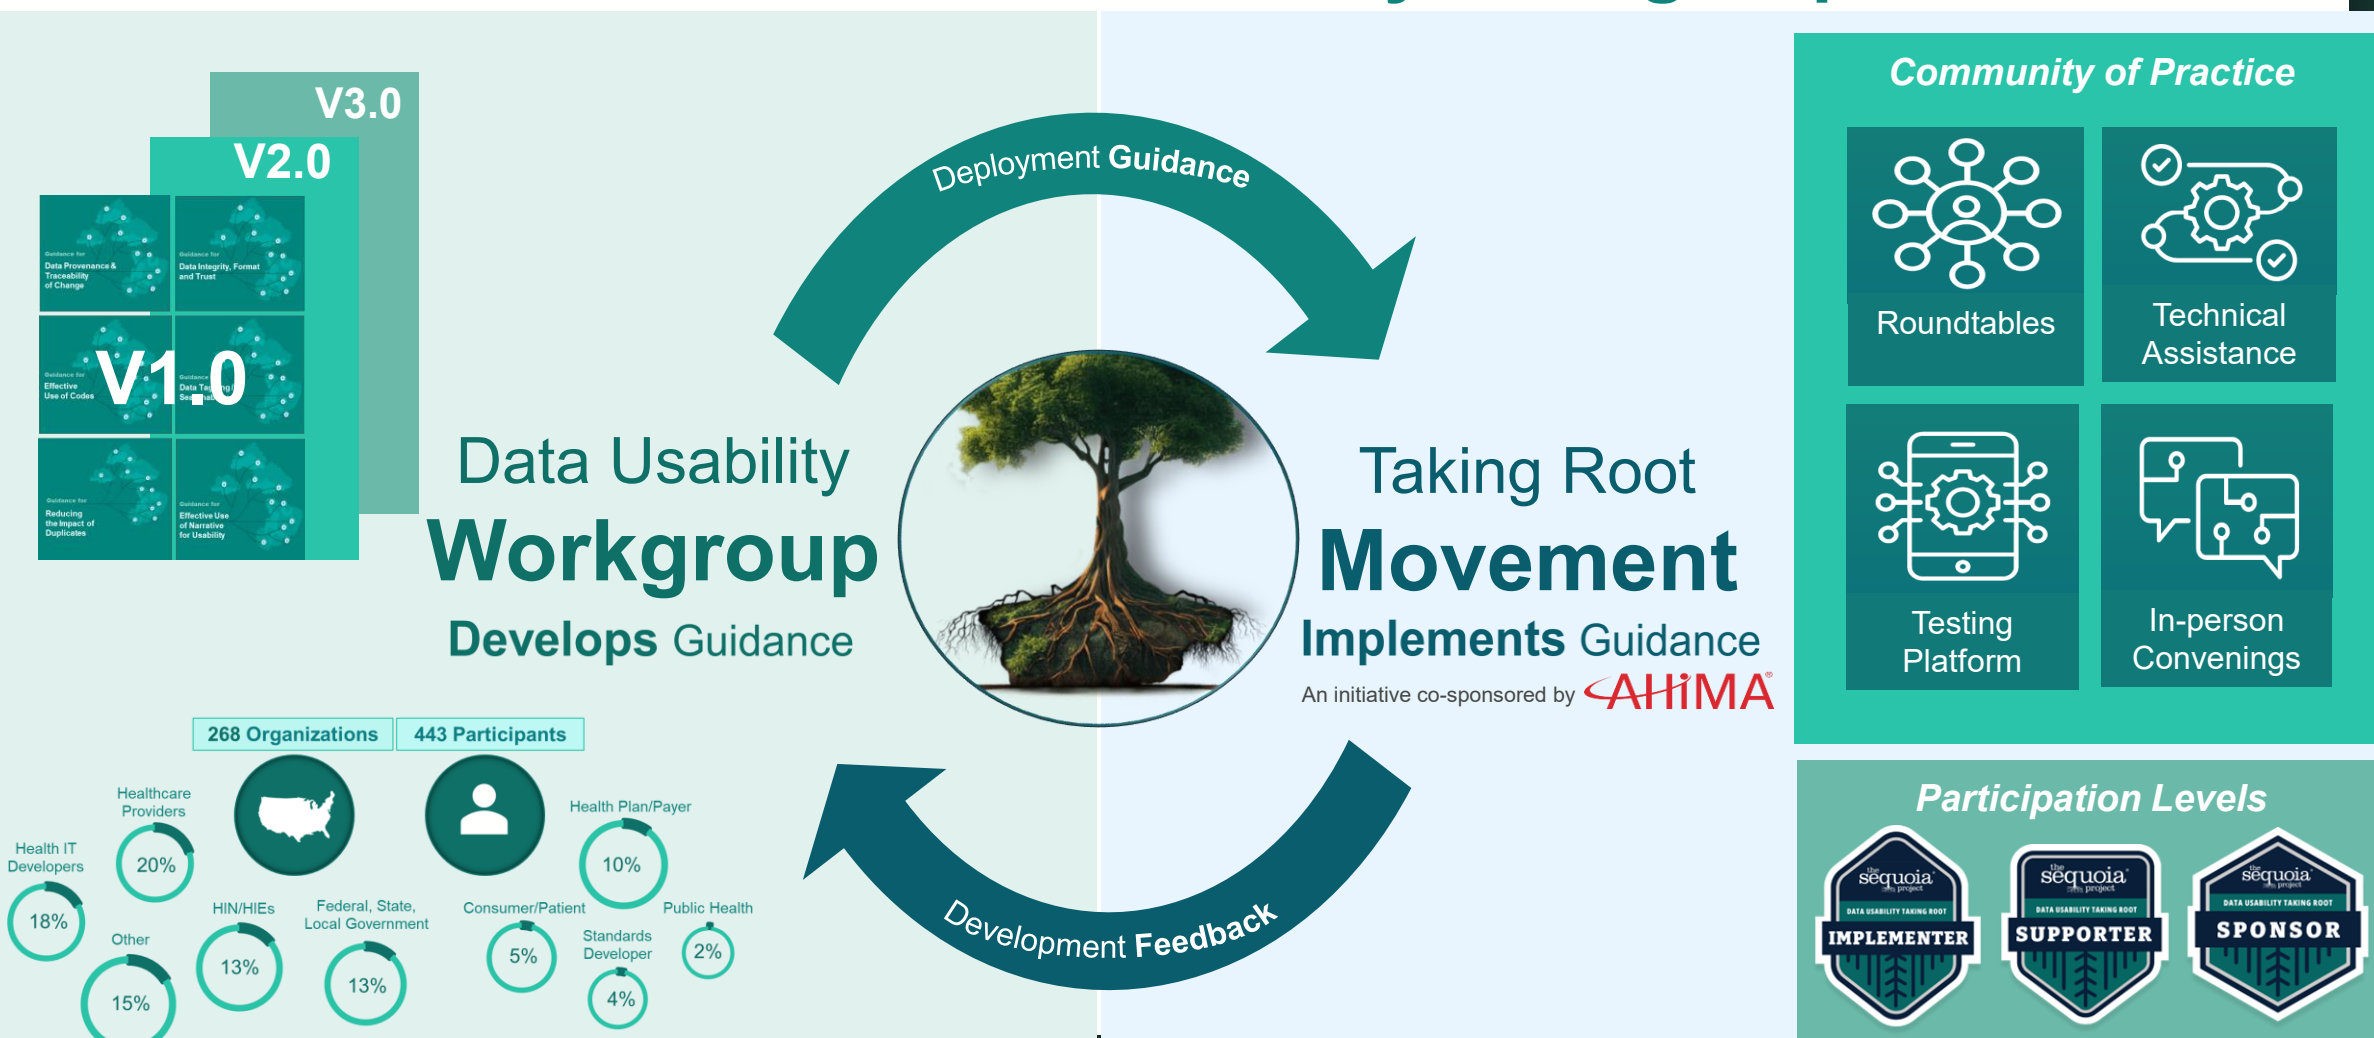 V3.0
V2.0
V1.0
Guidance for
Data Provenance &
Traceability
of Change
Guidance for
Data Integrity, Format
and Trust
Guidance for
Effective
Use of Codes
Guidance
Guidance for
Reducing
the Impact of
Duplicates
Guidance for
Effective Use
of Narrative
for Usability
Data Usability
Workgroup
Develops Guidance
268 Organizations
443 Participants
Healthcare
Providers
20%
Health IT
Developers
18%
Other
15%
HIN/HIEs
13%
Federal, State,
Local Government
13%
Consumer/Patient
5%
Health Plan/Payer
10%
Standards
Developer
4%
Public Health
2%
Deployment Guidance
Development Feedback
Taking Root
Movement
Implements Guidance
An initiative co-sponsored by AHiMA®
Community of Practice
Roundtables
Technical
Assistance
Testing
Platform
In-person
Convenings
Participation Levels
the
sequoia
project
DATA USABILITY TAKING ROOT
IMPLEMENTER
the
sequoia
project
DATA USABILITY TAKING ROOT
SUPPORTER
the
sequoia
project
DATA USABILITY TAKING ROOT
SPONSOR